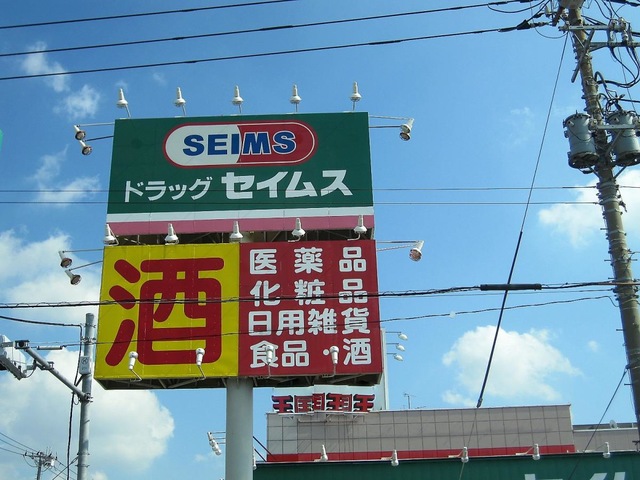 SEIMS
ドラッグ セイムス
酒
医薬品
化粧品
日用雑貨
食品・酒